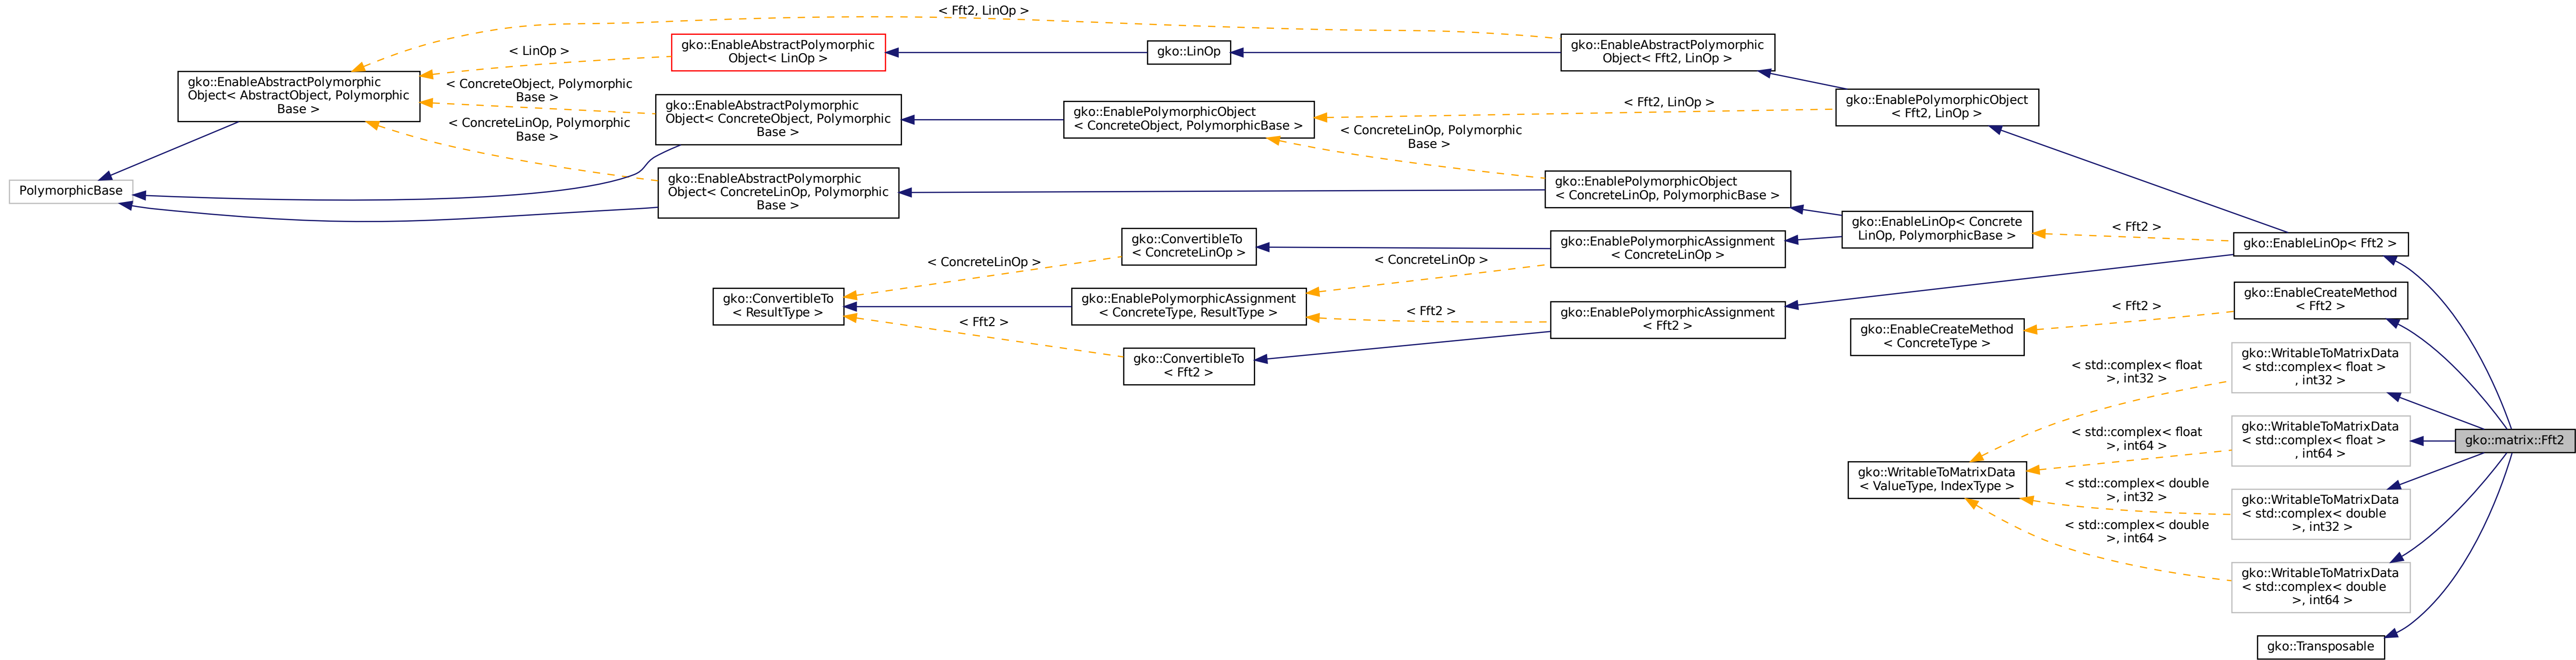 < Fft2, LinOp >
gko::EnableAbstractPolymorphic
Object< LinOp >
< LinOp >
gko::LinOp
gko::EnableAbstractPolymorphic
Object< Fft2, LinOp >
gko::EnableAbstractPolymorphic
Object< AbstractObject, Polymorphic
Base >
< ConcreteObject, Polymorphic
Base >
gko::EnableAbstractPolymorphic
Object< ConcreteObject, Polymorphic
Base >
gko::EnablePolymorphicObject
< ConcreteObject, PolymorphicBase >
< Fft2, LinOp >
gko::EnablePolymorphicObject
< Fft2, LinOp >
< ConcreteLinOp, Polymorphic
Base >
< ConcreteLinOp, Polymorphic
Base >
PolymorphicBase
gko::EnableAbstractPolymorphic
Object< ConcreteLinOp, Polymorphic
Base >
gko::EnablePolymorphicObject
< ConcreteLinOp, PolymorphicBase >
gko::EnableLinOp< Concrete
LinOp, PolymorphicBase >
< Fft2 >
gko::EnableLinOp< Fft2 >
gko::ConvertibleTo
< ConcreteLinOp >
gko::EnablePolymorphicAssignment
< ConcreteLinOp >
< ConcreteLinOp >
< ConcreteLinOp >
gko::ConvertibleTo
< ResultType >
gko::EnablePolymorphicAssignment
< ConcreteType, ResultType >
< Fft2 >
< Fft2 >
gko::EnablePolymorphicAssignment
< Fft2 >
gko::ConvertibleTo
< Fft2 >
gko::EnableCreateMethod
< ConcreteType >
< Fft2 >
gko::EnableCreateMethod
< Fft2 >
< std::complex< float
>, int32 >
gko::WritableToMatrixData
< std::complex< float >
, int32 >
< std::complex< float
>, int64 >
gko::WritableToMatrixData
< std::complex< float >
, int64 >
gko::matrix::Fft2
gko::WritableToMatrixData
< ValueType, IndexType >
< std::complex< double
>, int32 >
gko::WritableToMatrixData
< std::complex< double
>, int32 >
< std::complex< double
>, int64 >
gko::WritableToMatrixData
< std::complex< double
>, int64 >
gko::Transposable